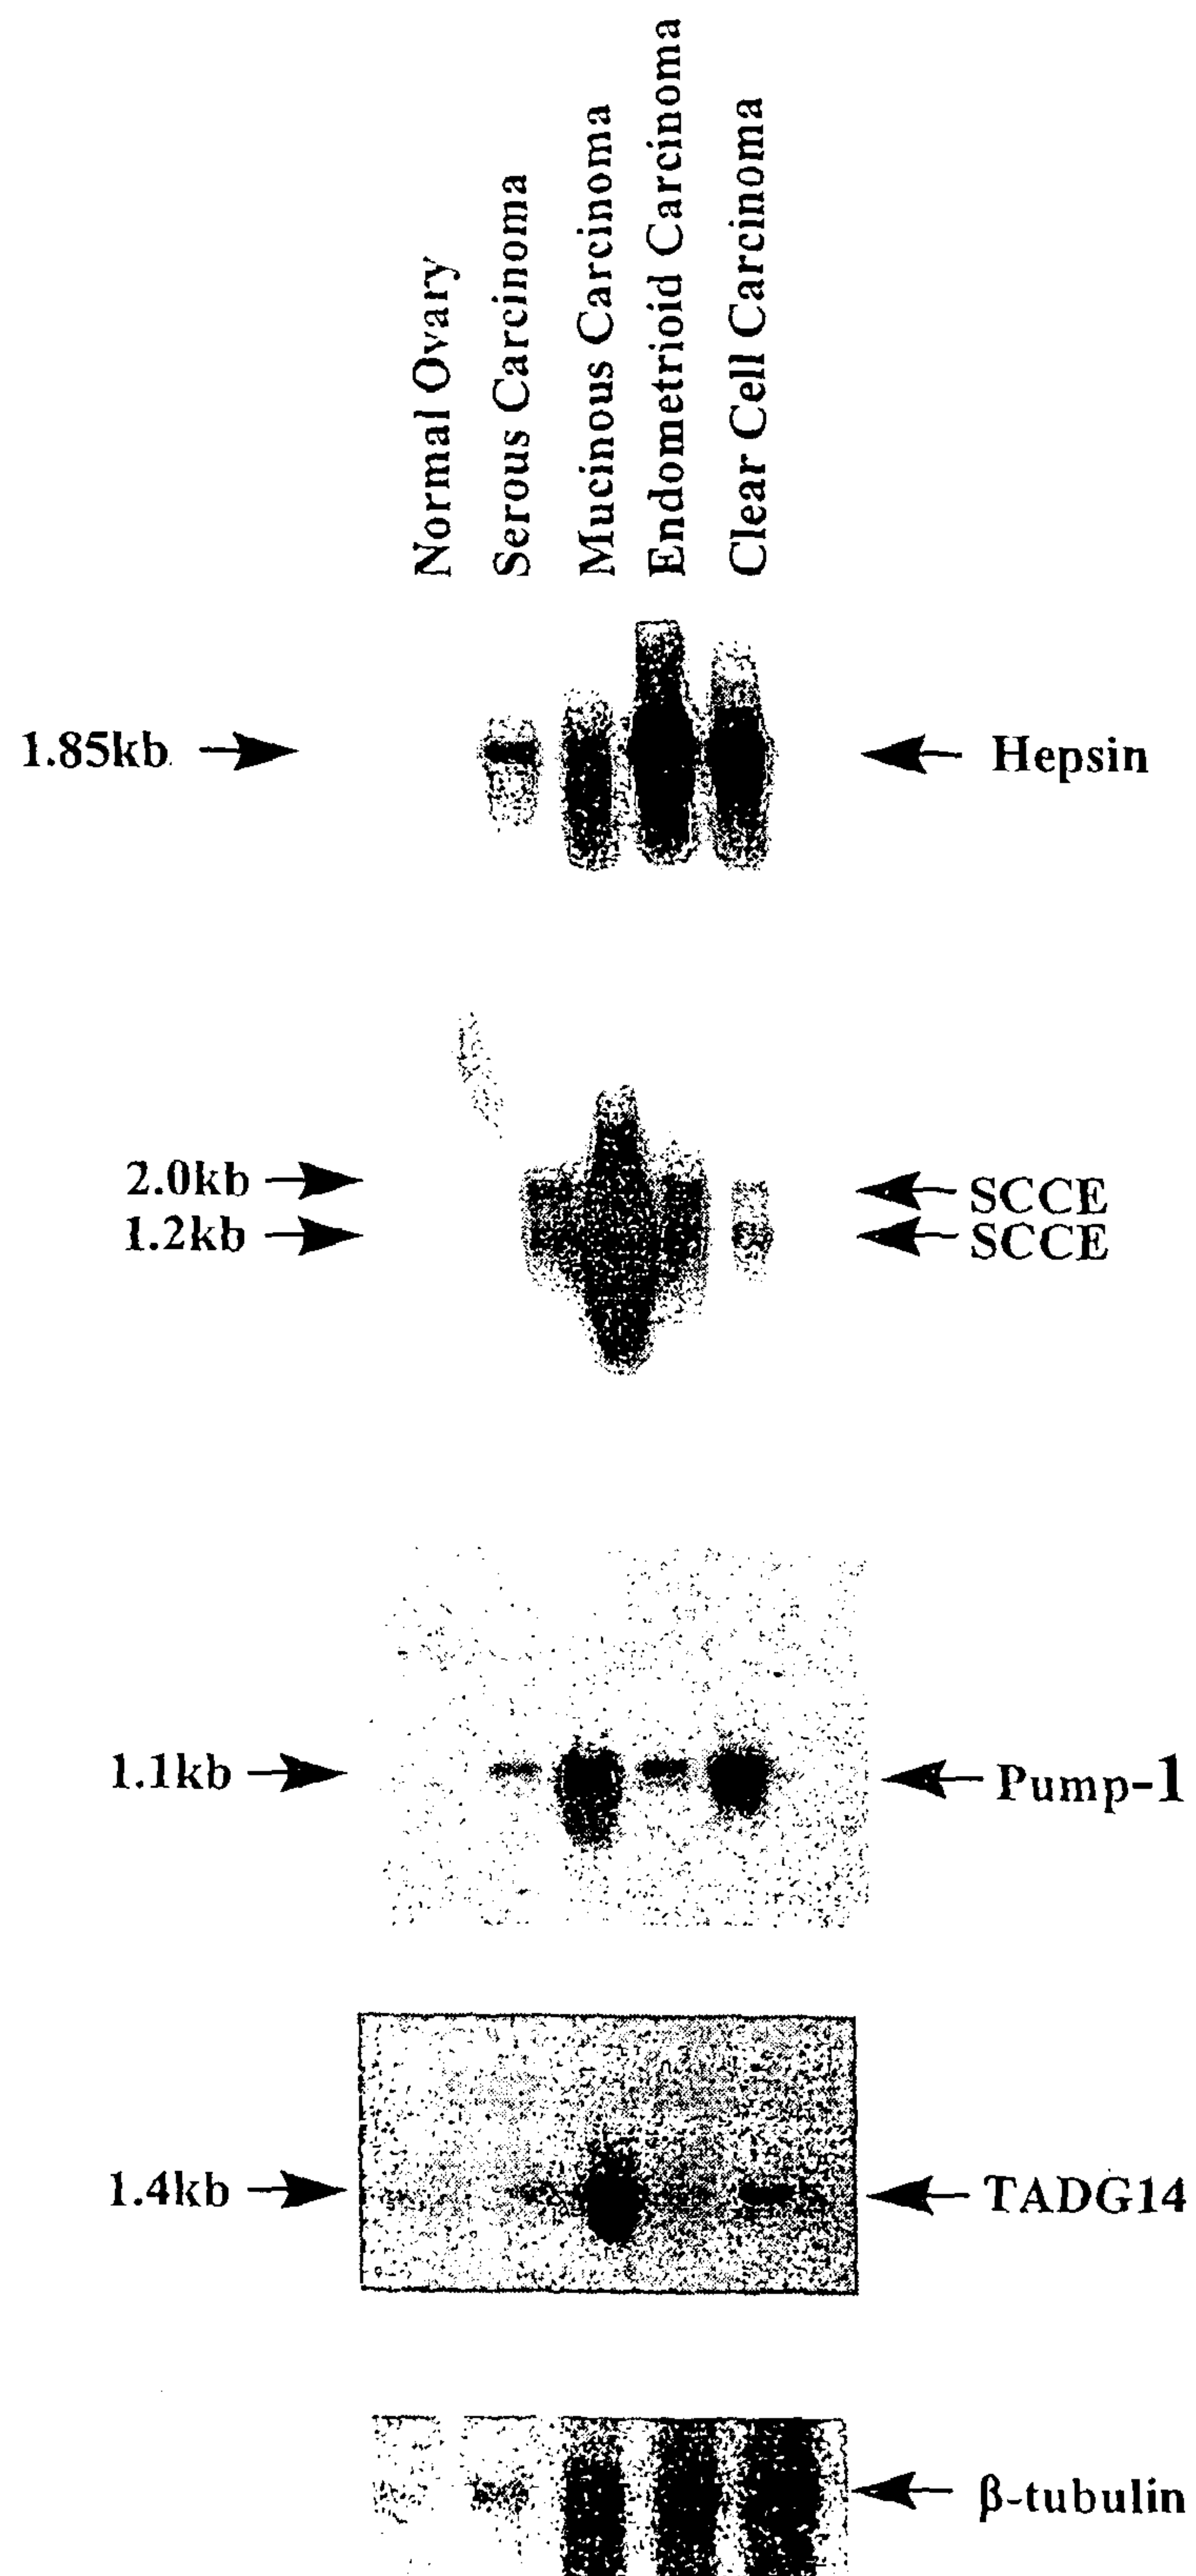 Normal Ovary
Serous Carcinoma
Mucinous Carcinoma
Endometrioid Carcinoma
Clear Cell Carcinoma
1.85kb
Hepsin
2.0kb
SCCE
1.2kb
SCCE
1.1kb
Pump-1
1.4kb
TADG14
β-tubulin